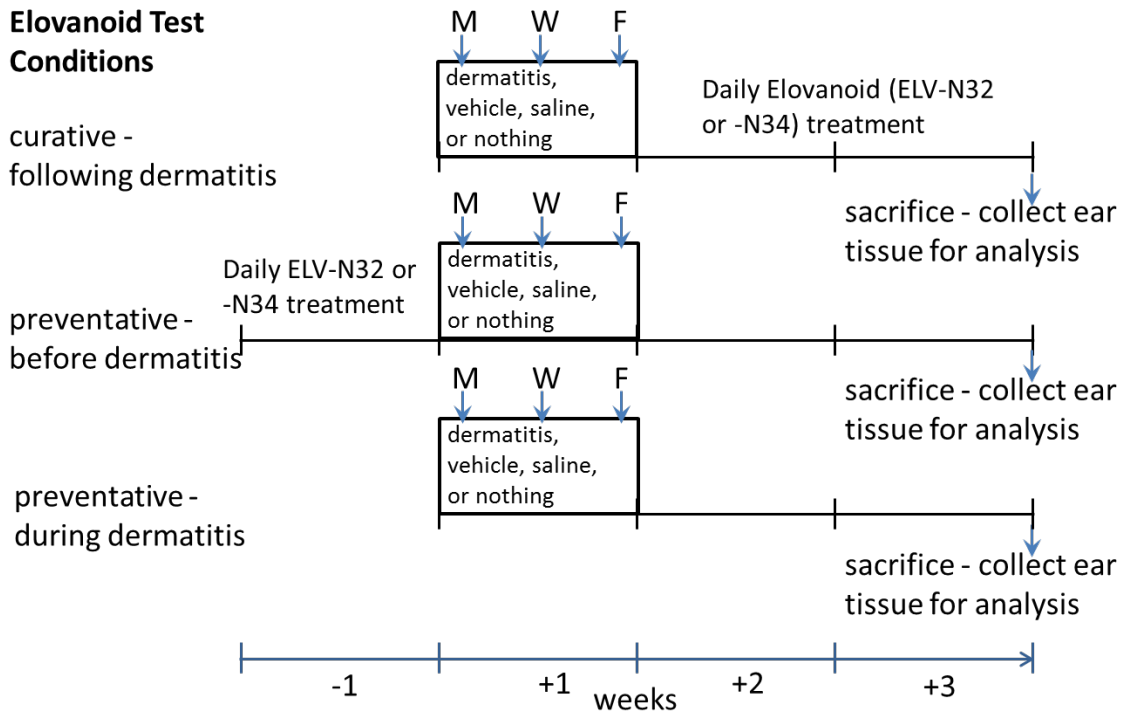 Elovanoid Test
Conditions
M W F
dermatitis,
vehicle, saline,
or nothing
Daily Elovanoid (ELV-N32
or -N34) treatment
curative -
following dermatitis
sacrifice - collect ear
tissue for analysis
M W F
dermatitis,
vehicle, saline,
or nothing
Daily ELV-N32 or
-N34 treatment
preventative -
before dermatitis
sacrifice - collect ear
tissue for analysis
M W F
dermatitis,
vehicle, saline,
or nothing
preventative -
during dermatitis
sacrifice - collect ear
tissue for analysis
-1 +1 +2 +3
weeks